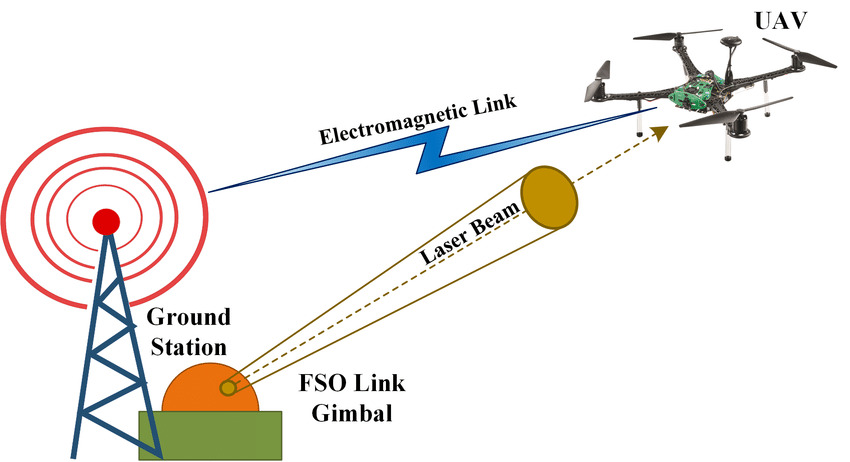 UAV
Electromagnetic Link
Laser Beam
Ground
Station
FSO Link
Gimbal